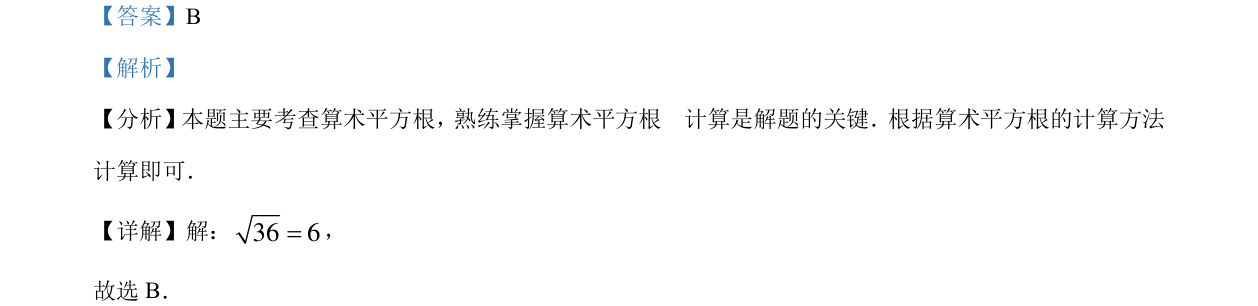 【答案】B
【解析】
【分析】本题主要考查算术平方根，熟练掌握算术平方根　计算是解题的关键．根据算术平方根的计算方法
计算即可．
【详解】解：√36 = 6，
故选 B．